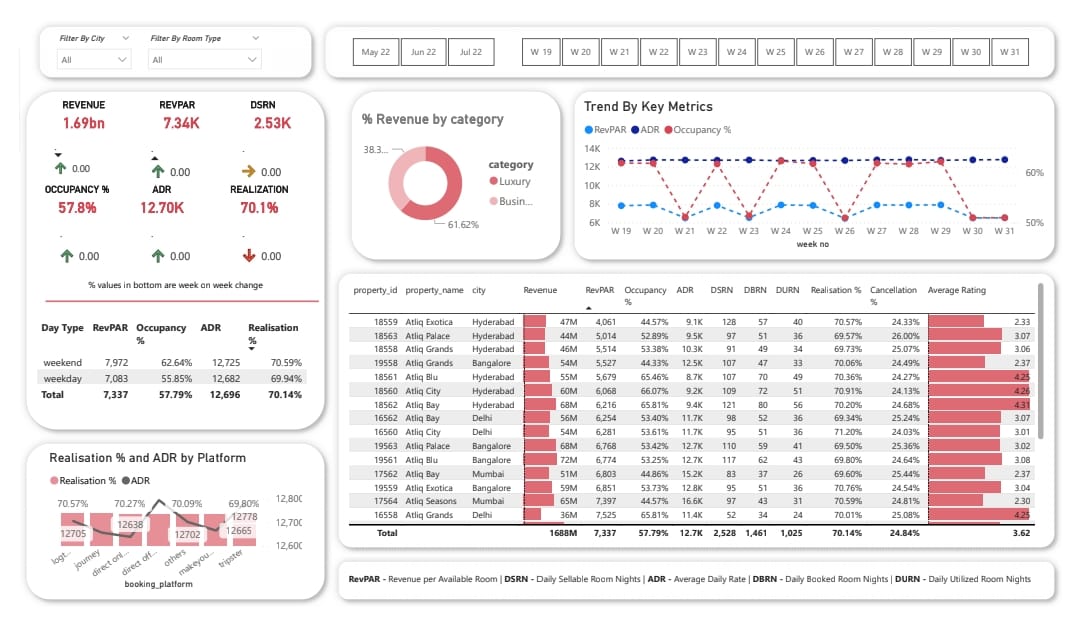 Filter By City
Filter By Room Type
All
All
May 22 Jun 22 Jul 22
W 19 W 20 W 21 W 22 W 23 W 24 W 25 W 26 W 27 W 28 W 29 W 30 W 31
REVENUE REVPAR DSRN
1.69bn 7.34K 2.53K
0.00 0.00 0.00
OCCUPANCY % ADR REALIZATION
57.8% 12.70K 70.1%
0.00 0.00 0.00
% values in bottom are week on week change
Day Type RevPAR Occupancy % ADR Realisation %
weekend 7,972 62.64% 12,725 70.59%
weekday 7,083 55.85% 12,682 69.94%
Total 7,337 57.79% 12,696 70.14%
Realisation % and ADR by Platform
Realisation % ADR
70.57% 70.27% 70.09% 69.80%
12,800
12,700
12,600
12705 12638 12702 12778 12665
logt... journey direct onl... direct off... others makeyou... tripster
booking_platform
% Revenue by category
38.3...
61.62%
category
Luxury
Busin...
Trend By Key Metrics
RevPAR ADR Occupancy %
14K
12K
10K
8K
6K
60%
50%
W 19 W 20 W 21 W 22 W 23 W 24 W 25 W 26 W 27 W 28 W 29 W 30 W 31
week no
property_id property_name city Revenue RevPAR Occupancy % ADR DSRN DBRN DURN Realisation % Cancellation % Average Rating
18559 Atliq Exotica Hyderabad 47M 4,061 44.57% 9.1K 128 57 40 70.57% 24.33% 2.33
18563 Atliq Palace Hyderabad 44M 5,014 52.89% 9.5K 97 51 36 69.57% 26.00% 3.07
18558 Atliq Grands Hyderabad 46M 5,514 53.38% 10.3K 91 49 34 69.73% 25.07% 3.06
19558 Atliq Grands Bangalore 54M 5,527 44.33% 12.5K 107 47 33 70.06% 24.49% 2.37
18561 Atliq Blu Hyderabad 55M 5,679 65.46% 8.7K 107 70 49 70.36% 24.27% 4.25
18560 Atliq City Hyderabad 60M 6,068 66.07% 9.2K 109 72 51 70.91% 24.13% 4.26
18562 Atliq Bay Hyderabad 68M 6,216 65.81% 9.4K 121 80 56 70.20% 24.68% 4.31
16562 Atliq Bay Delhi 56M 6,254 53.40% 11.7K 98 52 36 69.34% 25.24% 3.07
16560 Atliq City Delhi 54M 6,281 53.61% 11.7K 95 51 36 71.20% 24.03% 3.01
19563 Atliq Palace Bangalore 68M 6,768 53.42% 12.7K 110 59 41 69.50% 25.36% 3.02
19561 Atliq Blu Bangalore 72M 6,774 53.25% 12.7K 117 62 43 69.80% 24.64% 3.08
17562 Atliq Bay Mumbai 51M 6,803 44.86% 15.2K 83 37 26 69.60% 25.44% 2.37
19559 Atliq Exotica Bangalore 59M 6,851 53.73% 12.8K 95 51 36 70.76% 24.54% 3.04
17564 Atliq Seasons Mumbai 65M 7,397 44.57% 16.6K 97 43 31 70.59% 24.81% 2.30
16558 Atliq Grands Delhi 36M 7,525 65.81% 11.4K 52 34 24 70.01% 25.08% 4.25
Total 1688M 7,337 57.79% 12.7K 2,528 1,461 1,025 70.14% 24.84% 3.62
RevPAR - Revenue per Available Room | DSRN - Daily Sellable Room Nights | ADR - Average Daily Rate | DBRN - Daily Booked Room Nights | DURN - Daily Utilized Room Nights